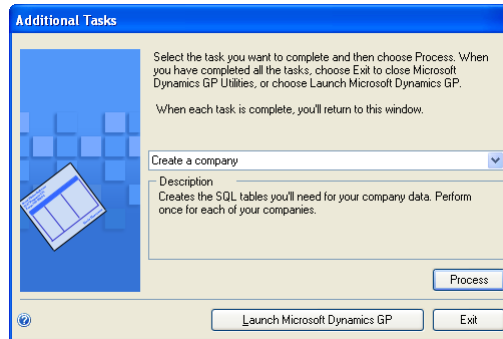 Additional Tasks
Select the task you want to complete and then choose Process. When
you have completed all the tasks, choose Exit to close Microsoft
Dynamics GP Utilities, or choose Launch Microsoft Dynamics GP.
When each task is complete, you'll return to this window.
Create a company
Description
Creates the SQL tables you'll need for your company data. Perform
once for each of your companies.
Process
Launch Microsoft Dynamics GP
Exit